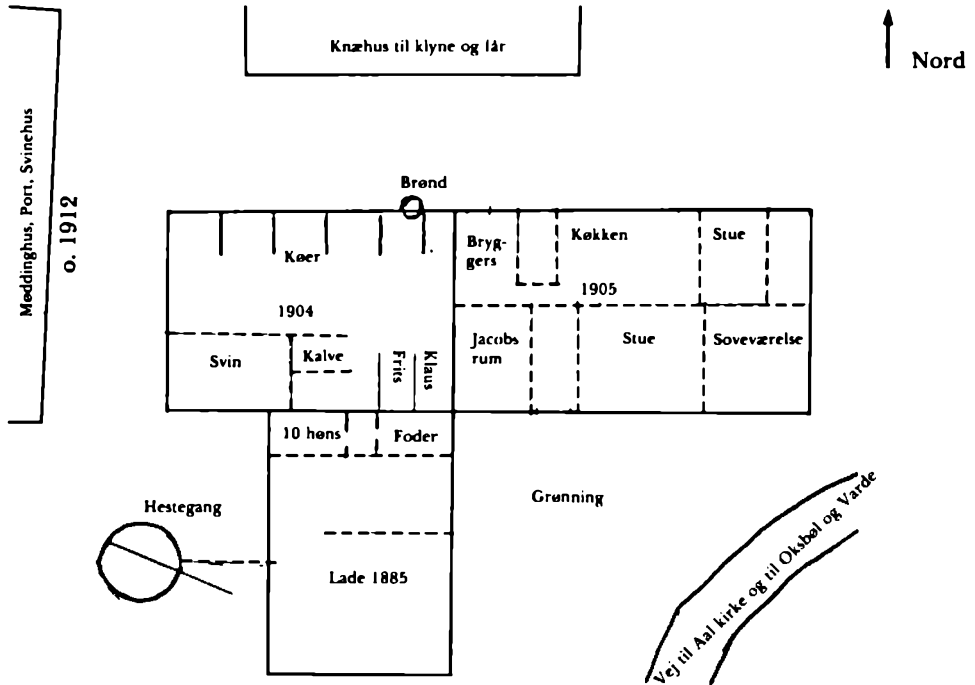 Knæhus til klyne og får
Nord
Møddinghus, Port, Svinehus
o. 1912
Brønd
Køer
Bryg-
gers
Køkken
Stue
1905
1904
Svin
Kalve
Frits
Klaus
Jacobs
rum
Stue
Soveværelse
10 høns
Foder
Grønning
Hestegang
Lade 1885
Vej til Aal kirke og til Oksbøl og Varde